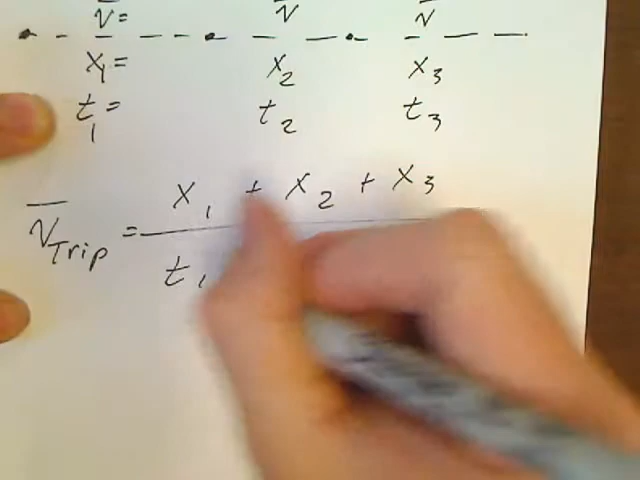 v̅= v̅ v̅
x₁= x₂ x₃
t₁= t₂ t₃
x₁ + x₂ + x₃
v̅Trip =
t₁